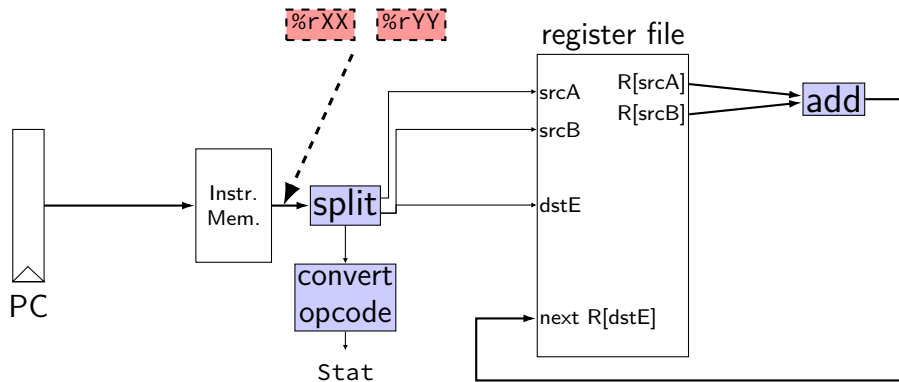 %rXX %rYY
register file
srcA
srcB
dstE
next R[dstE]
R[srcA]
R[srcB]
add
Instr.
Mem.
split
convert
opcode
Stat
PC